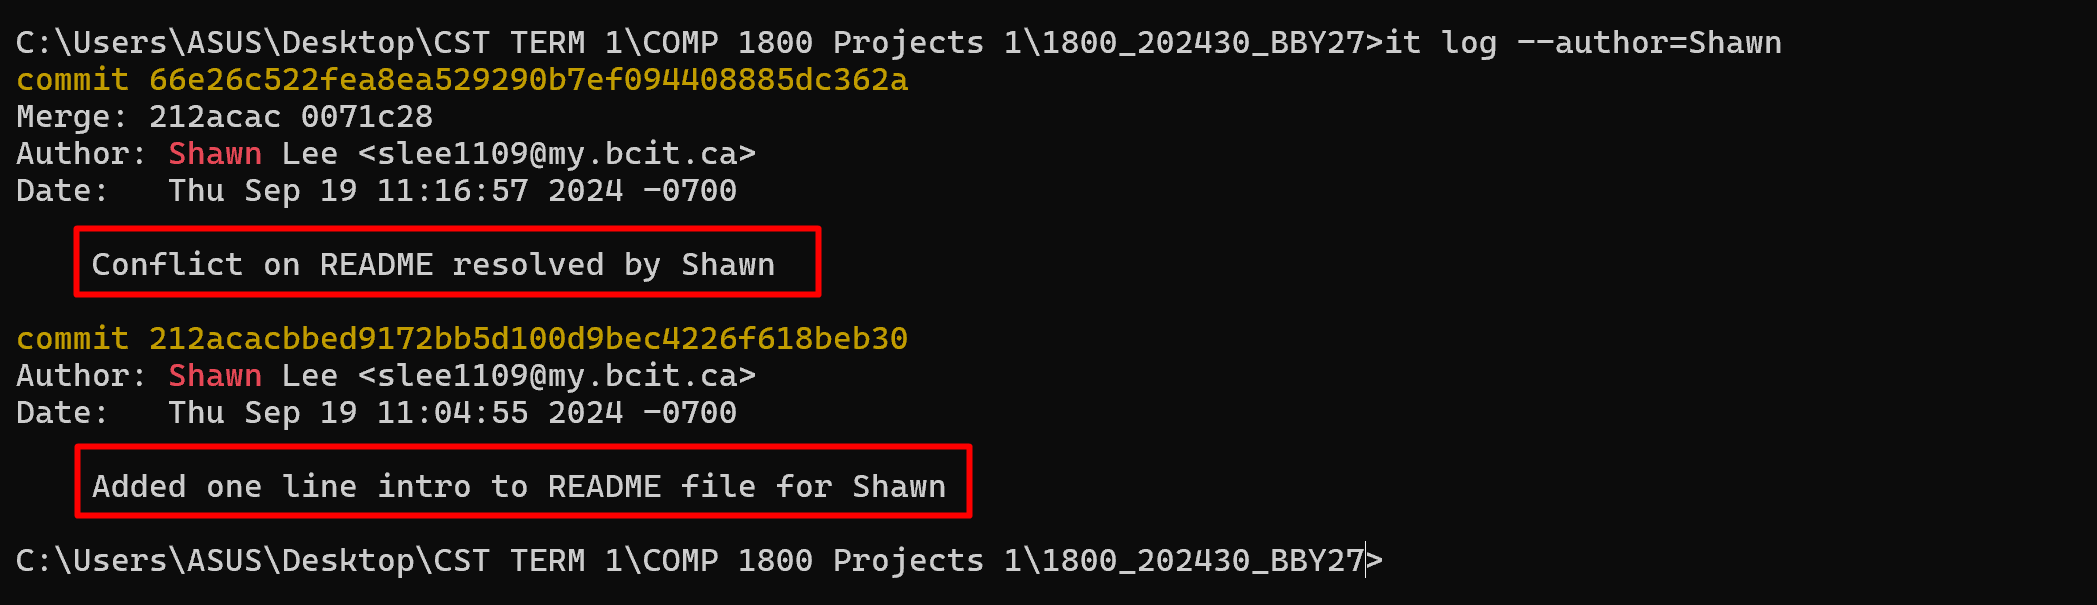 C:\Users\ASUS\Desktop\CST TERM 1\COMP 1800 Projects 1\1800_202430_BBY27>it log --author=Shawn
commit 66e26c522fea8ea529290b7ef094408885dc362a
Merge: 212acac 0071c28
Author: Shawn Lee <slee1109@my.bcit.ca>
Date:   Thu Sep 19 11:16:57 2024 -0700
Conflict on README resolved by Shawn
commit 212acacbbed9172bb5d100d9bec4226f618beb30
Author: Shawn Lee <slee1109@my.bcit.ca>
Date:   Thu Sep 19 11:04:55 2024 -0700
Added one line intro to README file for Shawn
C:\Users\ASUS\Desktop\CST TERM 1\COMP 1800 Projects 1\1800_202430_BBY27>